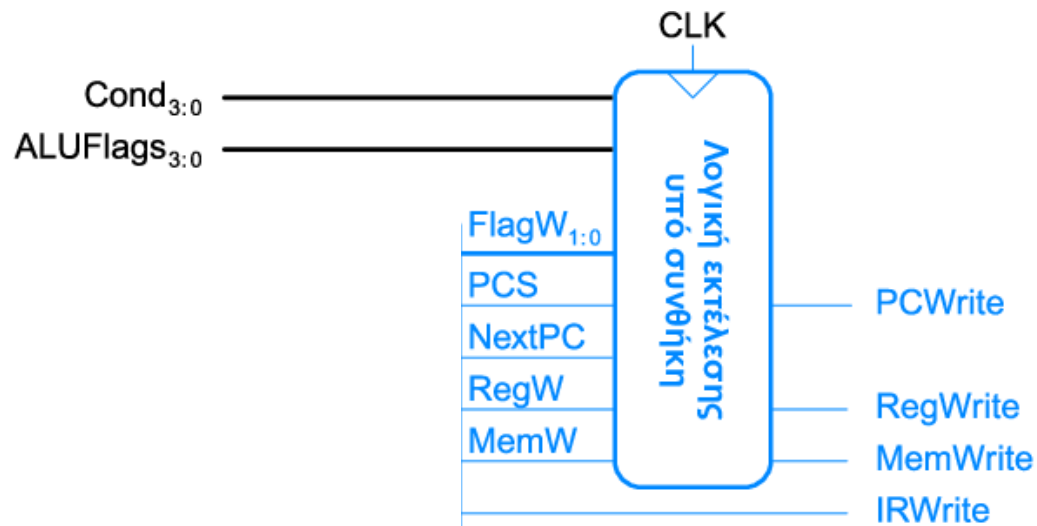 CLK
Cond3:0
ALUFlags3:0
Λογική εκτέλεσης
υπό συνθήκη
FlagW1:0
PCS
PCWrite
NextPC
RegW
RegWrite
MemW
MemWrite
IRWrite